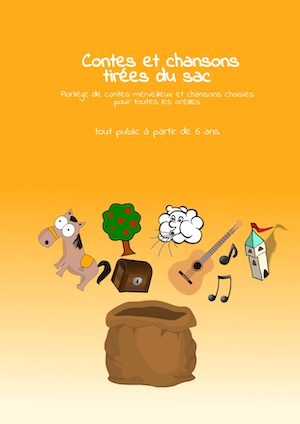 Contes et chansons
tirées du sac
Florilège de contes merveilleux et chansons choisies
pour toutes les oreilles
tout public à partir de 6 ans